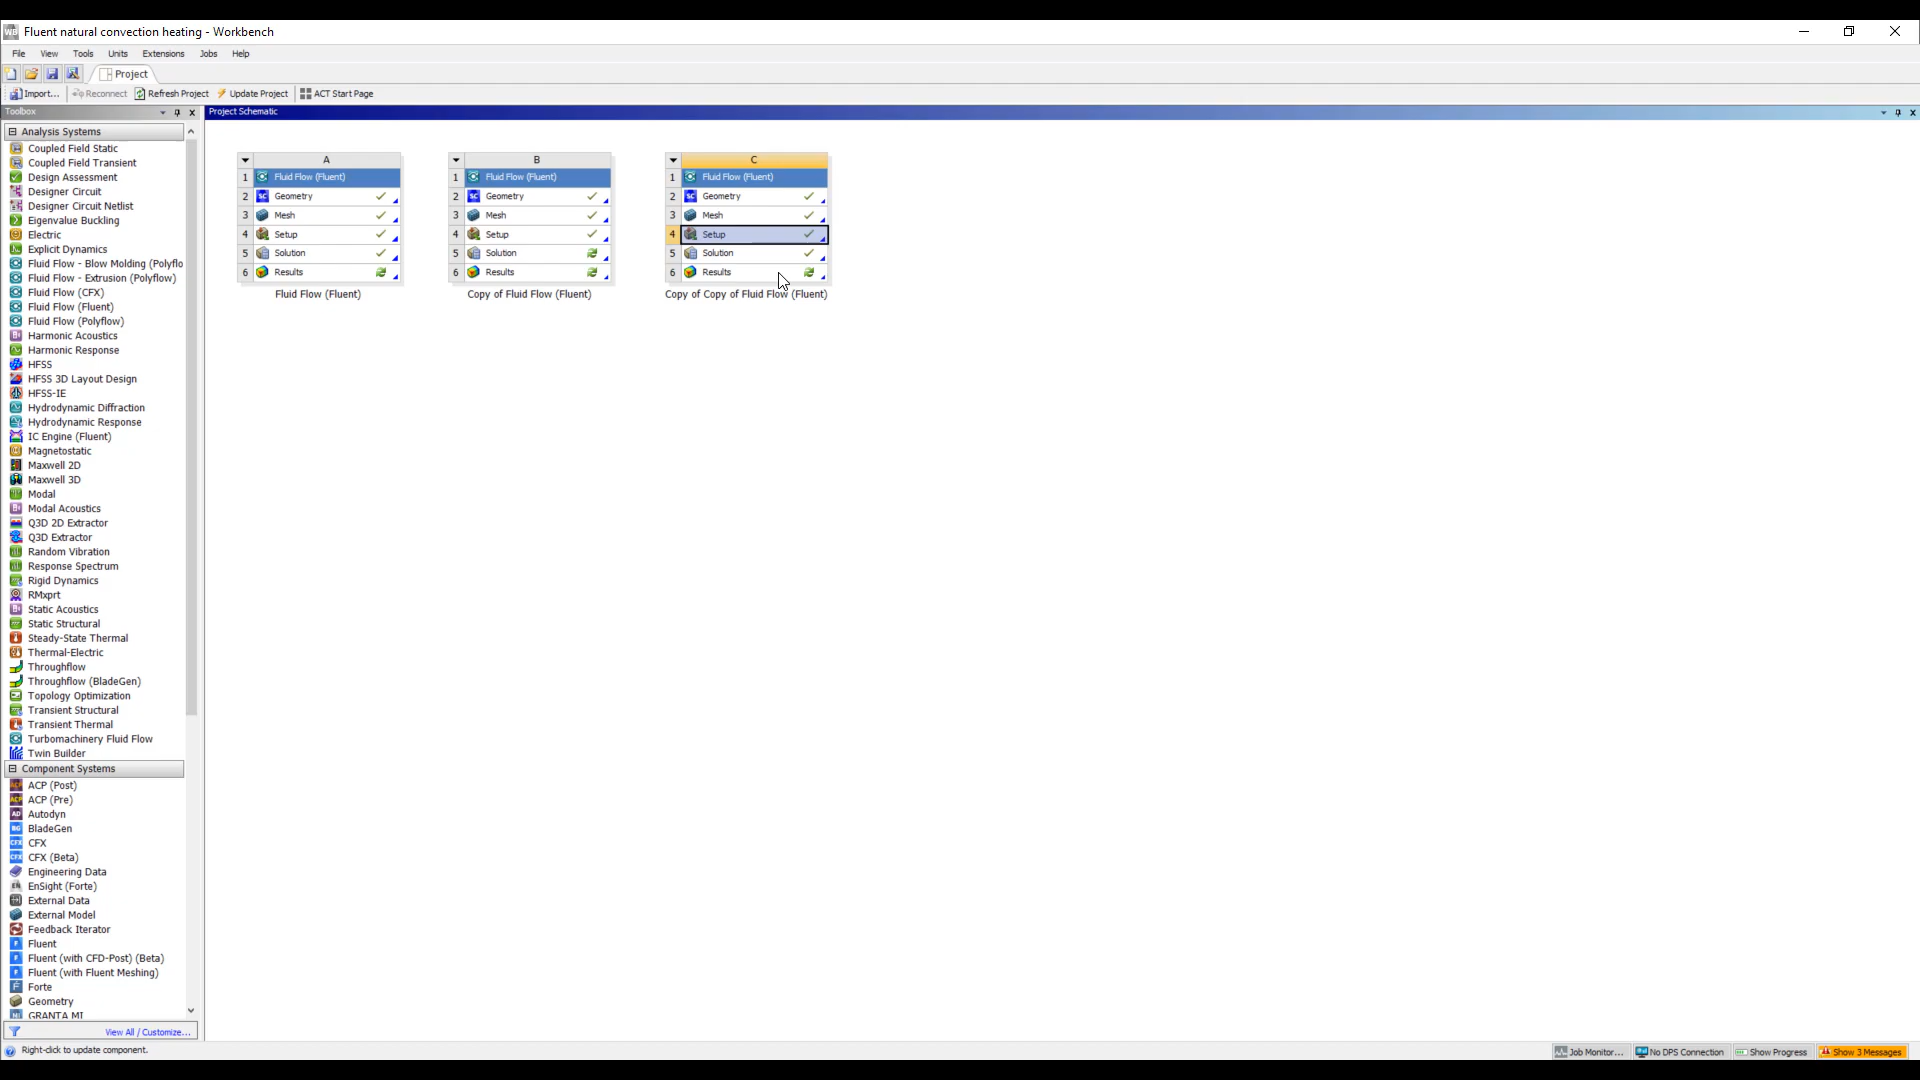 Fluent natural convection heating - Workbench
File View Tools Units Extensions Jobs Help
Project
Import... Reconnect Refresh Project Update Project ACT Start Page
Toolbox
Project Schematic
Analysis Systems
Coupled Field Static
Coupled Field Transient
Design Assessment
Designer Circuit
Designer Circuit Netlist
Eigenvalue Buckling
Electric
Explicit Dynamics
Fluid Flow - Blow Molding (Polyflo
Fluid Flow - Extrusion (Polyflow)
Fluid Flow (CFX)
Fluid Flow (Fluent)
Fluid Flow (Polyflow)
Harmonic Acoustics
Harmonic Response
HFSS
HFSS 3D Layout Design
HFSS-IE
Hydrodynamic Diffraction
Hydrodynamic Response
IC Engine (Fluent)
Magnetostatic
Maxwell 2D
Maxwell 3D
Modal
Modal Acoustics
Q3D 2D Extractor
Q3D Extractor
Random Vibration
Response Spectrum
Rigid Dynamics
RMxprt
Static Acoustics
Static Structural
Steady-State Thermal
Thermal-Electric
Throughflow
Throughflow (BladeGen)
Topology Optimization
Transient Structural
Transient Thermal
Turbomachinery Fluid Flow
Twin Builder
Component Systems
ACP (Post)
ACP (Pre)
Autodyn
BladeGen
CFX
CFX (Beta)
Engineering Data
EnSight (Forte)
External Data
External Model
Feedback Iterator
Fluent
Fluent (with CFD-Post) (Beta)
Fluent (with Fluent Meshing)
Forte
Geometry
GRANTA MI
View All / Customize...
A
1 Fluid Flow (Fluent)
2 Geometry
3 Mesh
4 Setup
5 Solution
6 Results
Fluid Flow (Fluent)
B
1 Fluid Flow (Fluent)
2 Geometry
3 Mesh
4 Setup
5 Solution
6 Results
Copy of Fluid Flow (Fluent)
C
1 Fluid Flow (Fluent)
2 Geometry
3 Mesh
4 Setup
5 Solution
6 Results
Copy of Copy of Fluid Flow (Fluent)
Right-click to update component.
Job Monitor... No DPS Connection Show Progress Show 3 Messages